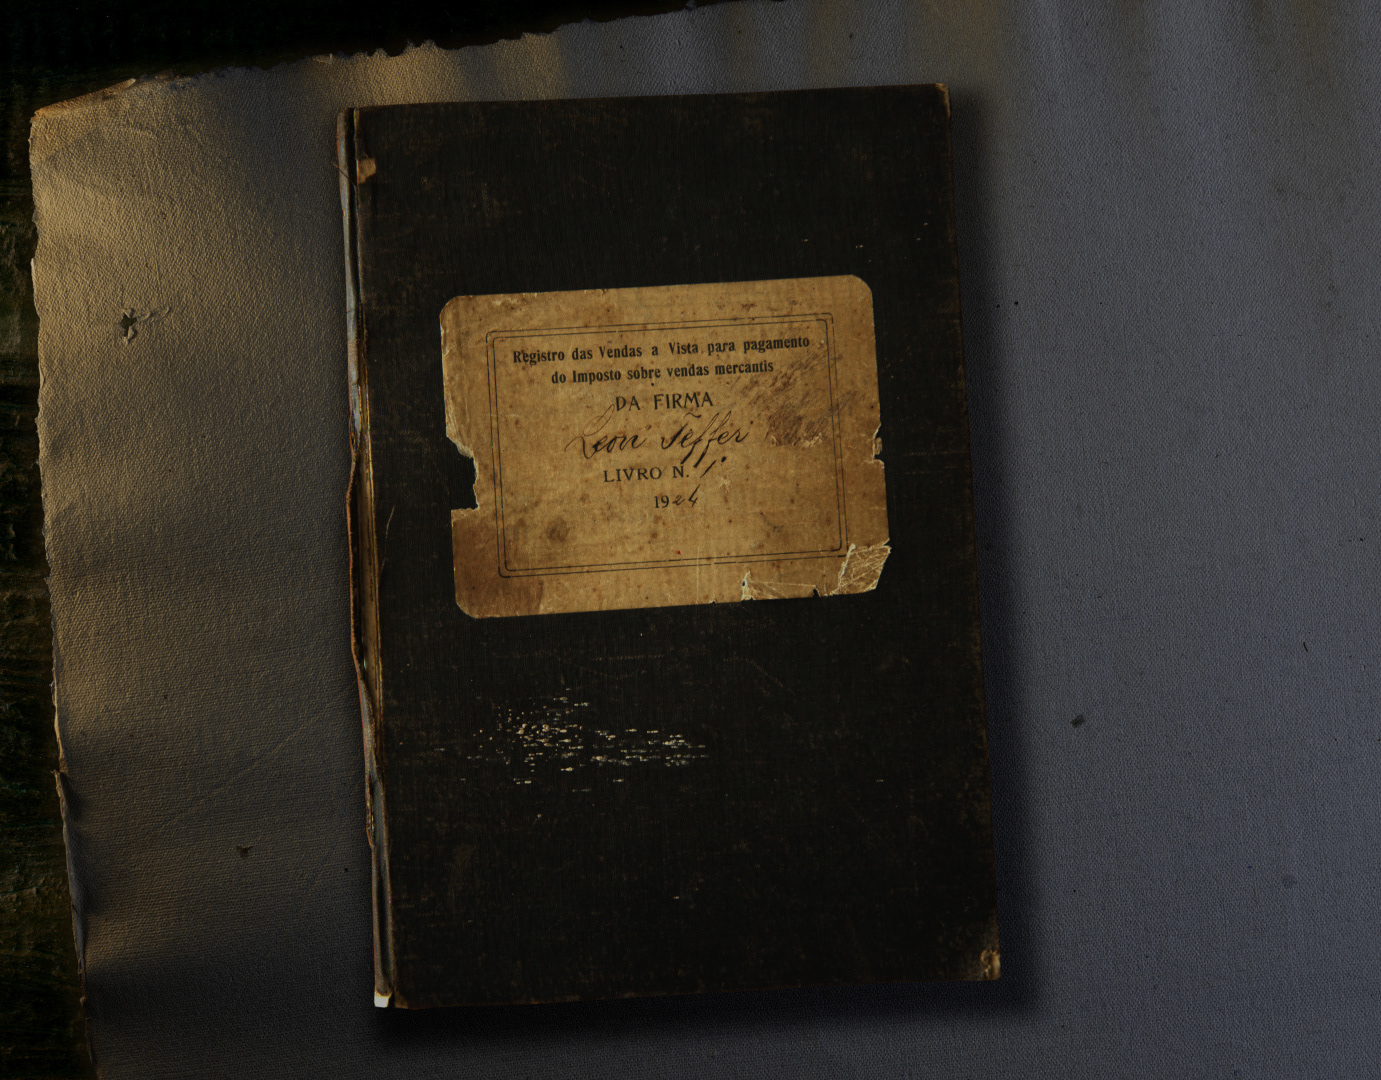 Registro das Vendas a Vista para pagamento
do Imposto sobre vendas mercantis
DA FIRMA
Leon Feffer
LIVRO N. 1.
1924